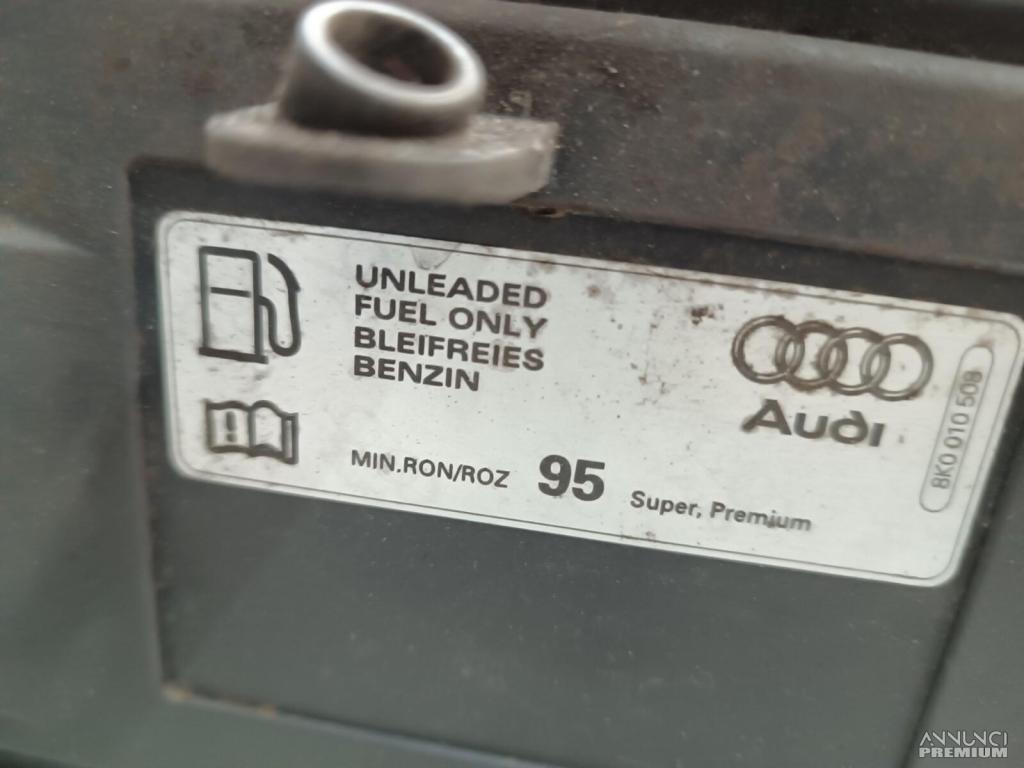 UNLEADED
FUEL ONLY
BLEIFREIES
BENZIN
MIN.RON/ROZ 95 Super, Premium
Audi
8K0 010 508
ANNUNCI
PREMIUM